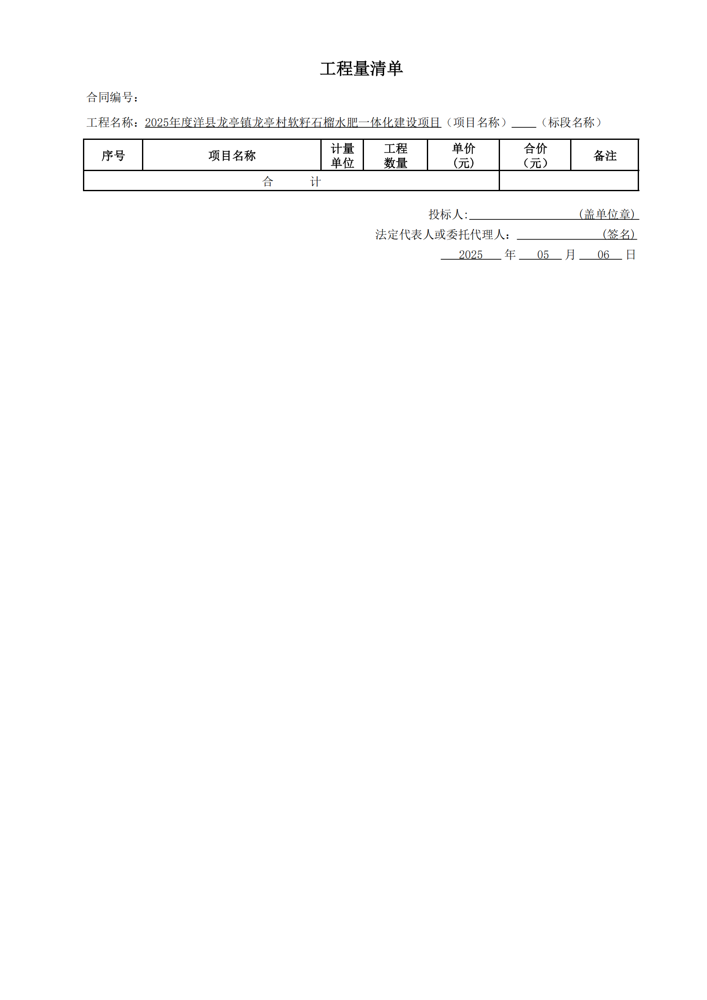 工程量清单
合同编号：
工程名称：2025年度洋县龙亭镇龙亭村软籽石榴水肥一体化建设项目（项目名称）____（标段名称）
序号 项目名称 计量单位 工程数量 单价(元) 合价（元） 备注
合 计
投标人:                (盖单位章)
法定代表人或委托代理人：            (签名)
2025 年 05 月 06 日